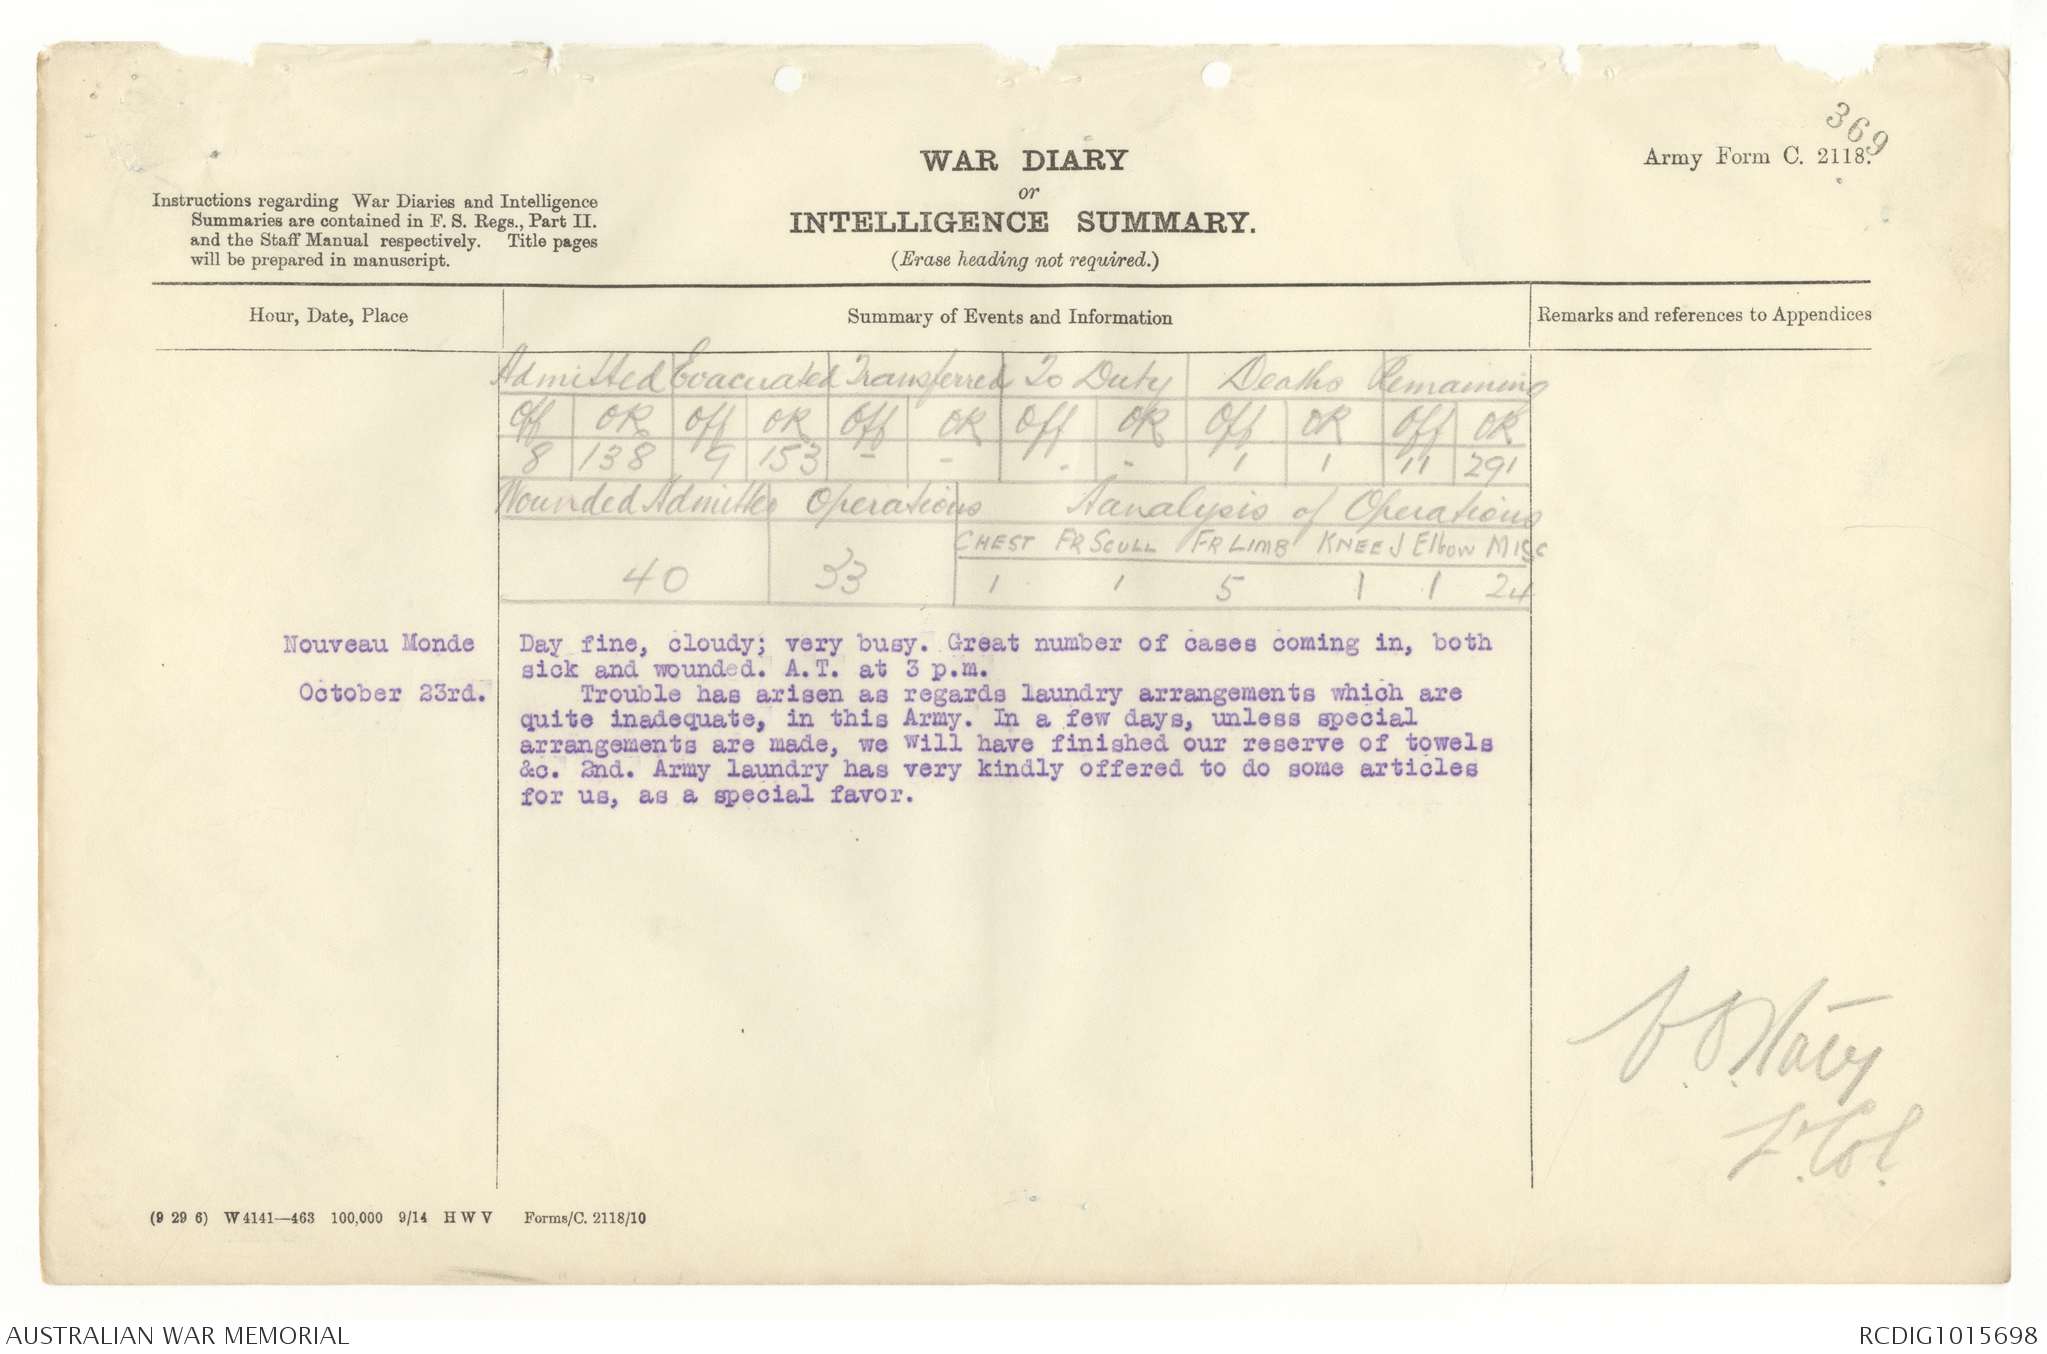 369
Army Form C. 2118.
WAR DIARY
or
INTELLIGENCE SUMMARY.
(Erase heading not required.)
Instructions regarding War Diaries and Intelligence
Summaries are contained in F. S. Regs., Part II.
and the Staff Manual respectively. Title pages
will be prepared in manuscript.
Hour, Date, Place
Summary of Events and Information
Remarks and references to Appendices
Admitted Evacuated Transferred To Duty Deaths Remaining
Off OR Off OR Off OR Off OR Off OR Off OR
8 138 9 153 - - - - 1 1 11 291
Wounded Admitted Operations Aanalysis of Operations
CHEST FR SCULL FR LIMB KNEE J Elbow MISC
40 33 1 1 5 1 1 24
Nouveau Monde
October 23rd.
Day fine, cloudy; very busy. Great number of cases coming in, both
sick and wounded. A.T. at 3 p.m.
Trouble has arisen as regards laundry arrangements which are
quite inadequate, in this Army. In a few days, unless special
arrangements are made, we will have finished our reserve of towels
&c. 2nd. Army laundry has very kindly offered to do some articles
for us, as a special favor.
L. Col.
(9 29 6) W 4141—463 100,000 9/14 H W V Forms/C. 2118/10
AUSTRALIAN WAR MEMORIAL
RCDIG1015698